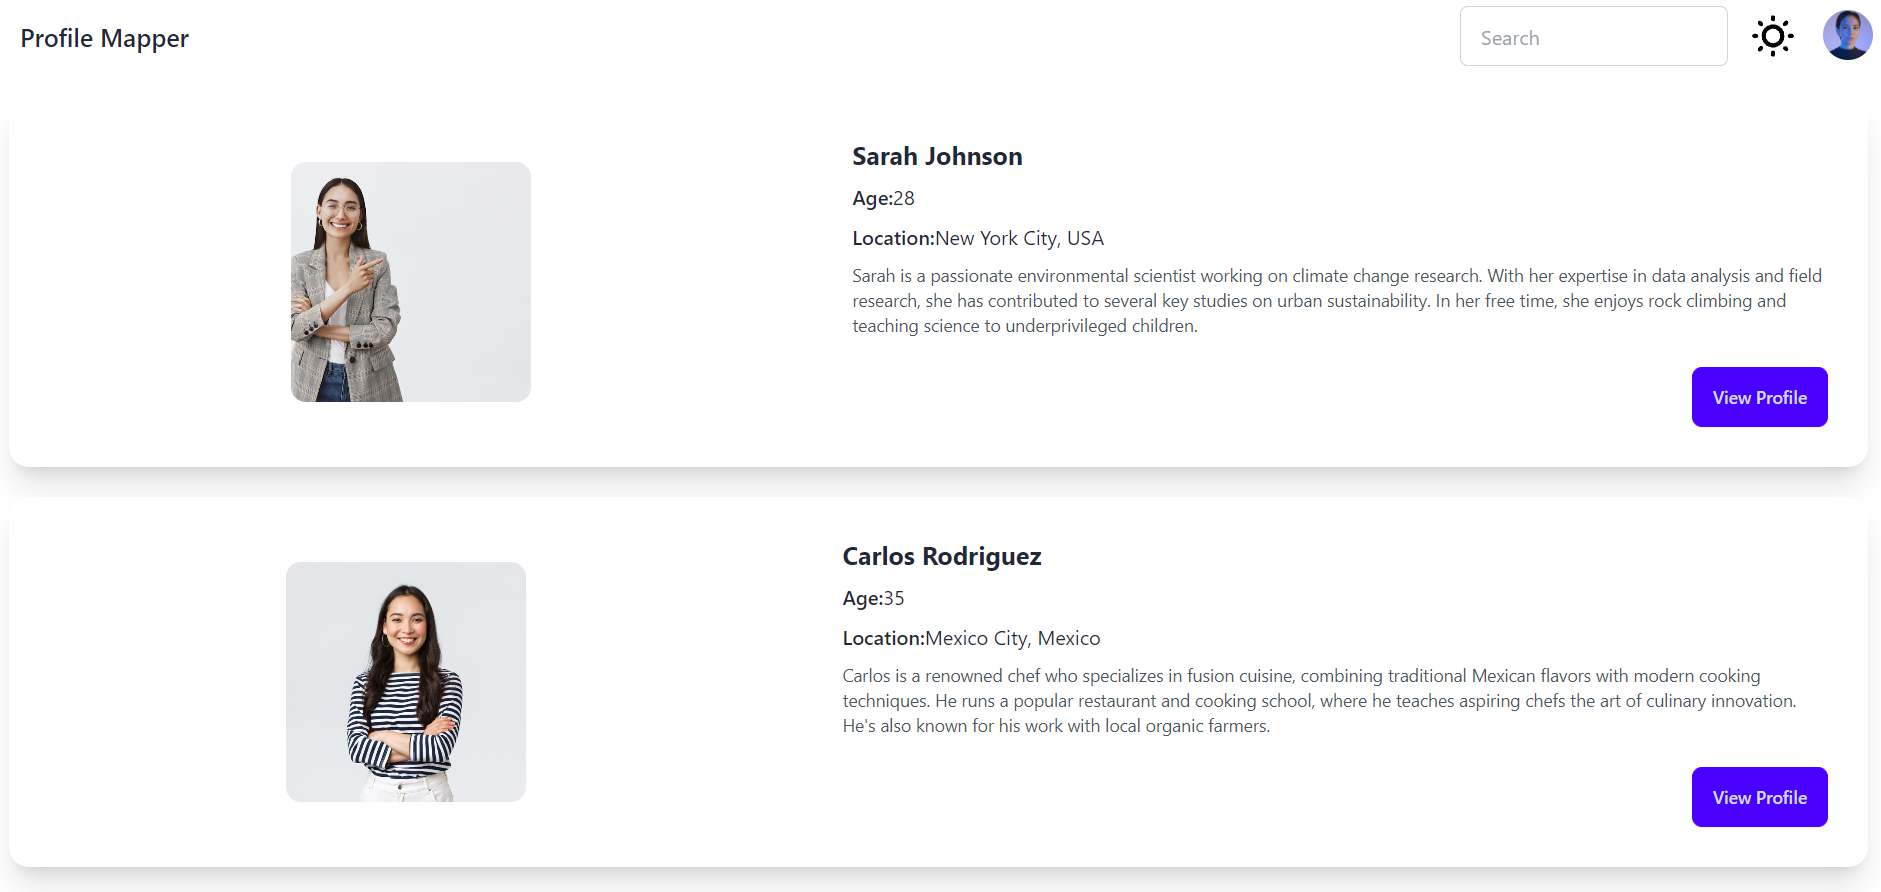 Profile Mapper
Search
Sarah Johnson
Age:28
Location:New York City, USA
Sarah is a passionate environmental scientist working on climate change research. With her expertise in data analysis and field
research, she has contributed to several key studies on urban sustainability. In her free time, she enjoys rock climbing and
teaching science to underprivileged children.
View Profile
Carlos Rodriguez
Age:35
Location:Mexico City, Mexico
Carlos is a renowned chef who specializes in fusion cuisine, combining traditional Mexican flavors with modern cooking
techniques. He runs a popular restaurant and cooking school, where he teaches aspiring chefs the art of culinary innovation.
He's also known for his work with local organic farmers.
View Profile